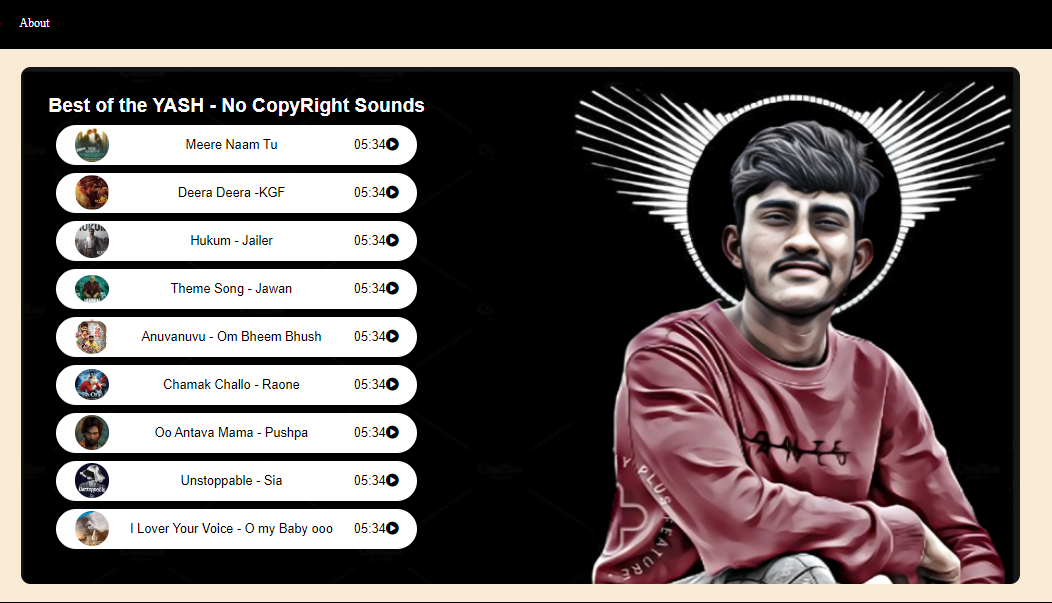 About
Best of the YASH - No CopyRight Sounds
Meere Naam Tu 05:34
Deera Deera -KGF 05:34
Hukum - Jailer 05:34
Theme Song - Jawan 05:34
Anuvanuvu - Om Bheem Bhush 05:34
Chamak Challo - Raone 05:34
Oo Antava Mama - Pushpa 05:34
Unstoppable - Sia 05:34
I Lover Your Voice - O my Baby ooo 05:34
Y PLUS FEATURE.